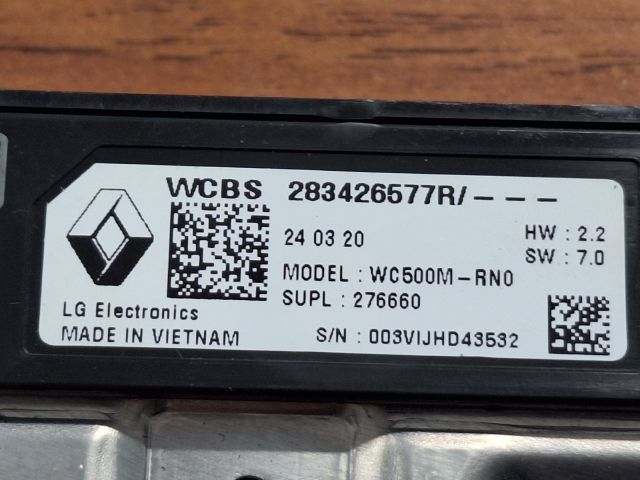 WCBS 283426577R/---
24 03 20 HW : 2.2
SW : 7.0
MODEL : WC500M-RN0
SUPL : 276660
LG Electronics
MADE IN VIETNAM S/N : 003VIJHD43532